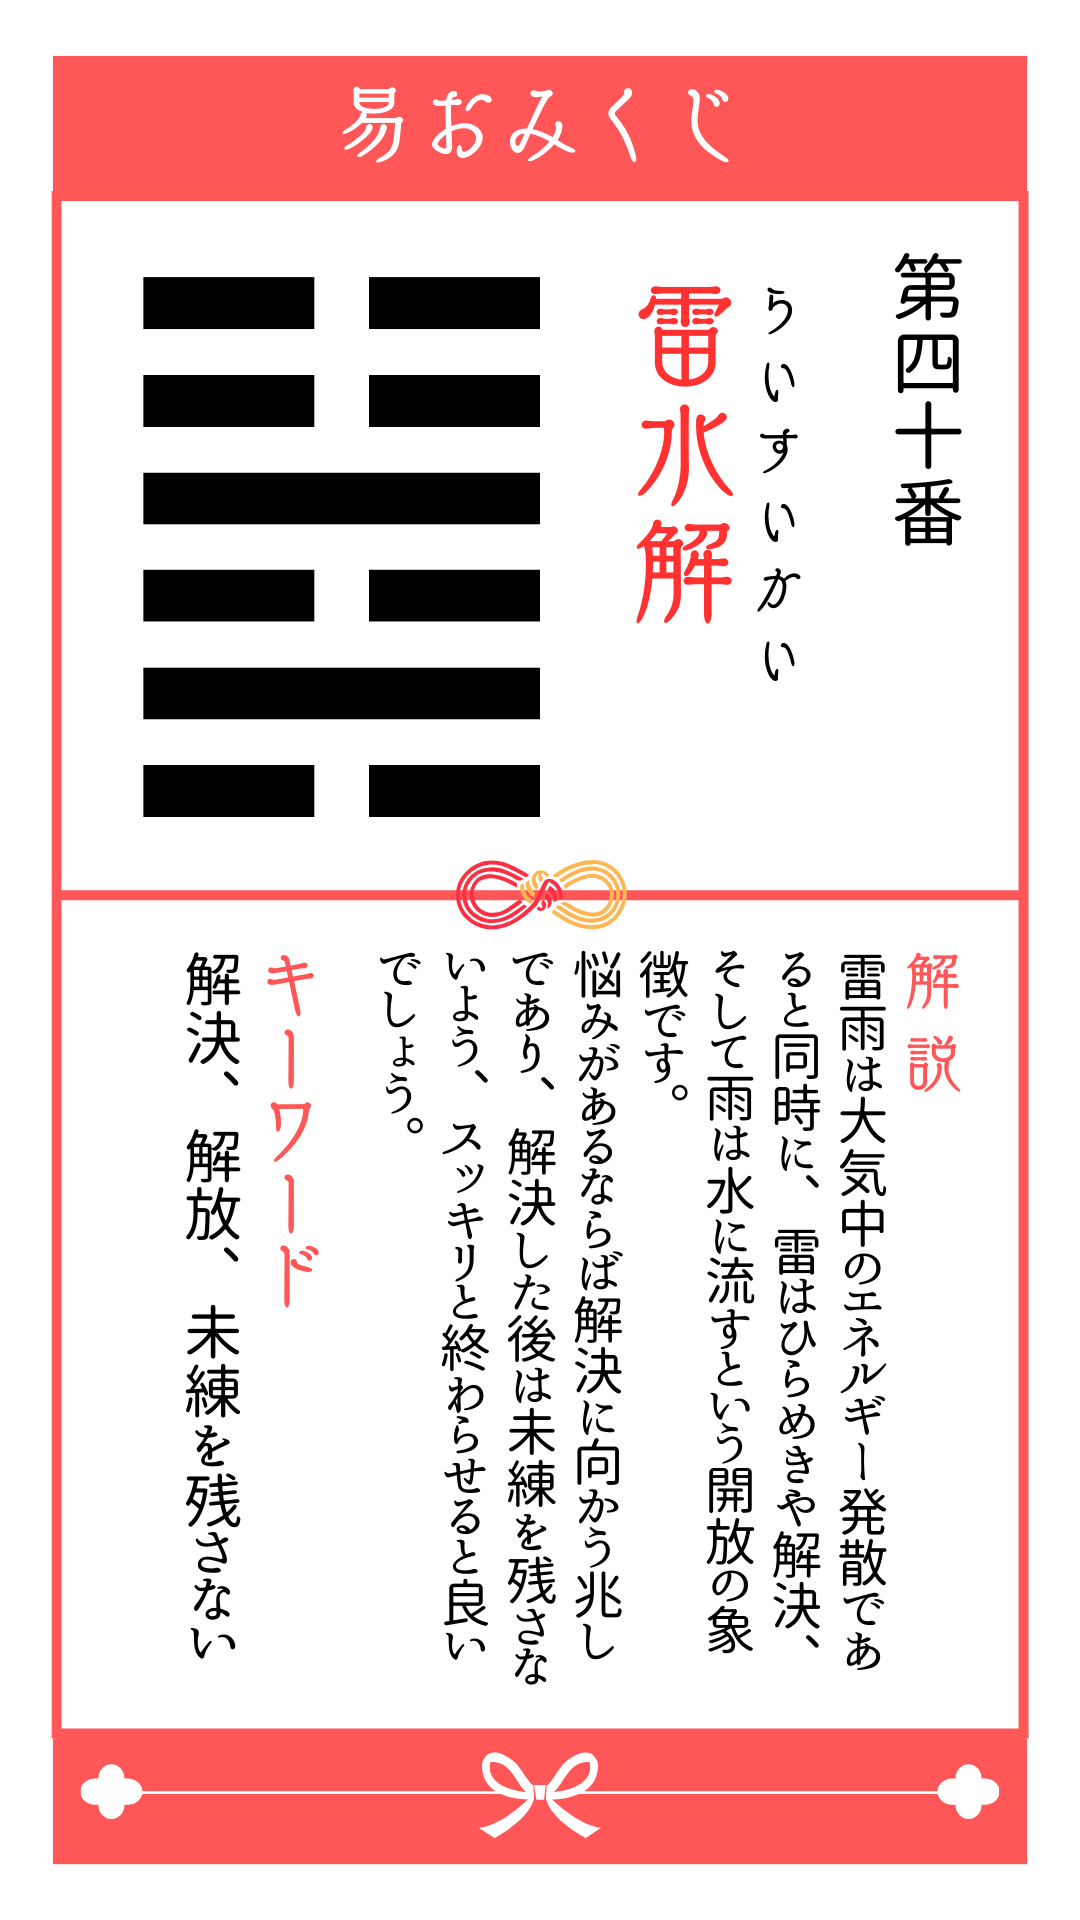 易おみくじ
第四十番
らいすいかい
雷水解
解説
雷雨は大気中のエネルギー発散であ
ると同時に、雷はひらめきや解決、
そして雨は水に流すという開放の象
徴です。
悩みがあるならば解決に向かう兆し
であり、解決した後は未練を残さな
いよう、スッキリと終わらせると良い
でしょう。
キーワード
解決、解放、未練を残さない